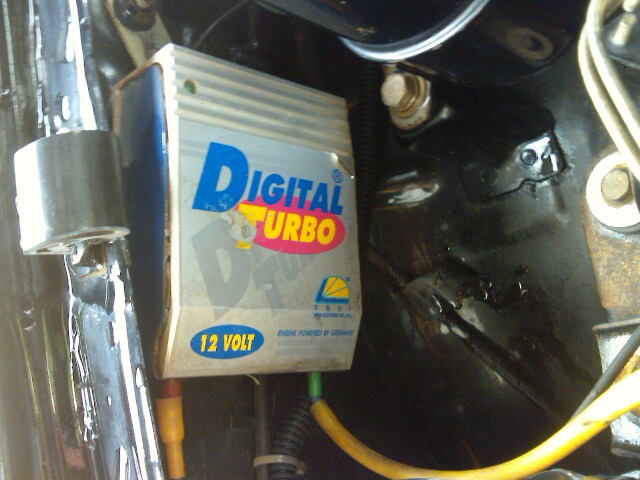 DIGITAL ®
TURBO
12 VOLT
ENGINE POWERED BY GERMANY